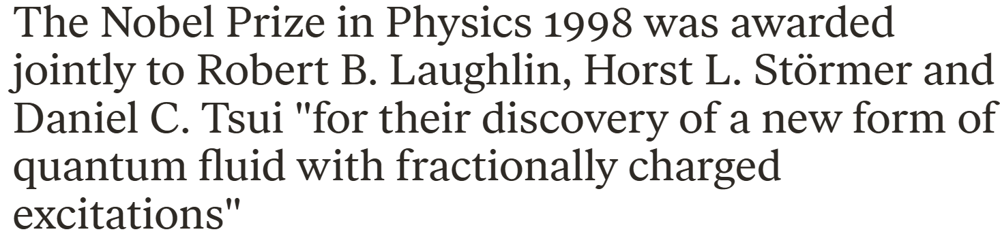 The Nobel Prize in Physics 1998 was awarded
jointly to Robert B. Laughlin, Horst L. Störmer and
Daniel C. Tsui "for their discovery of a new form of
quantum fluid with fractionally charged
excitations"